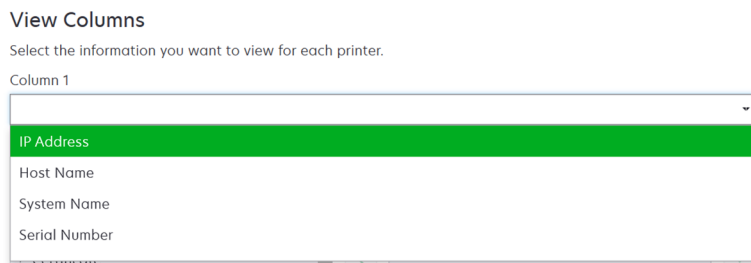 View Columns
Select the information you want to view for each printer.
Column 1
IP Address
Host Name
System Name
Serial Number